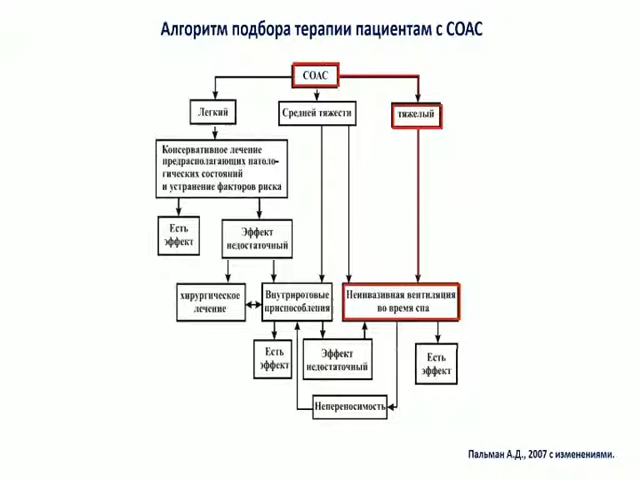 Алгоритм подбора терапии пациентам с СОАС
СОАС
Легкий
Средней тяжести
тяжелый
Консервативное лечение
предрасполагающих патоло-
гических состояний
и устранение факторов риска
Есть
эффект
Эффект
недостаточный
хирургическое
лечение
Внутриротовые
приспособления
Неинвазивная вентиляция
во время сна
Есть
эффект
Эффект
недостаточный
Есть
эффект
Непереносимость
Пальман А.Д., 2007 с изменениями.